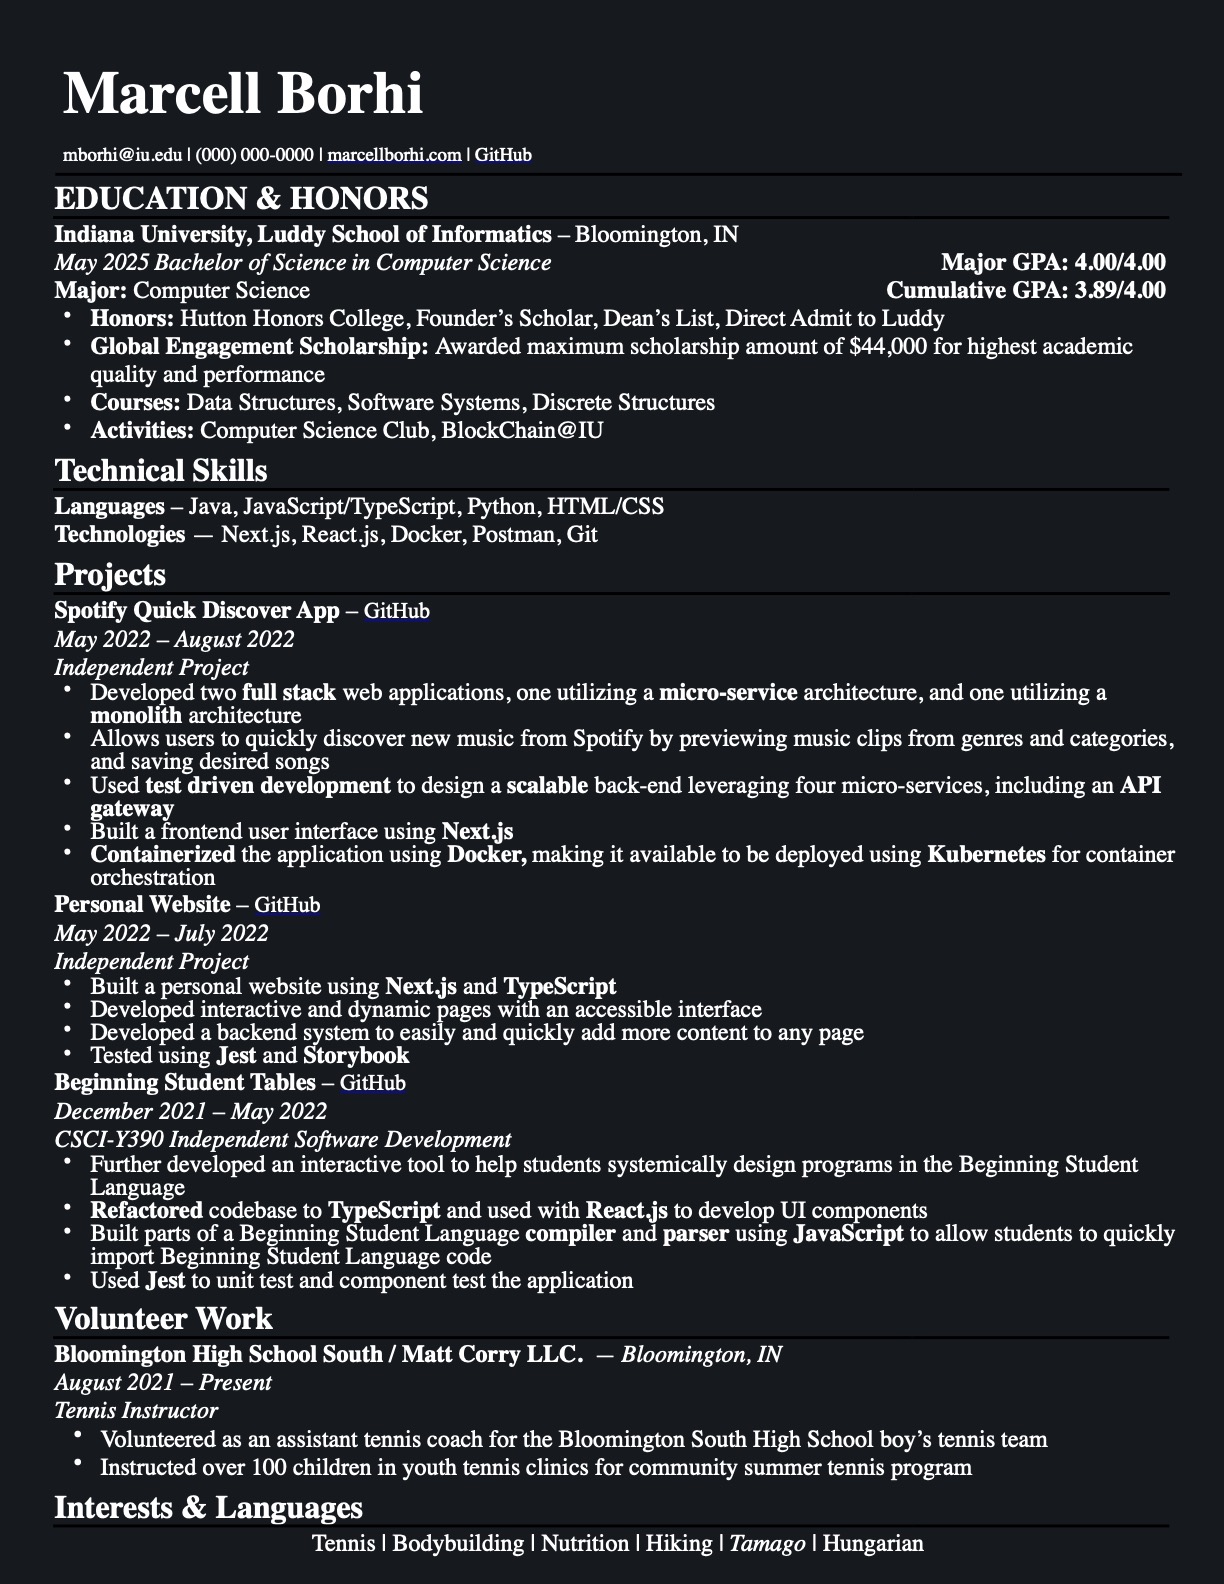 Marcell Borhi
mborhi@iu.edu | (000) 000-0000 | marcellborhi.com | GitHub
EDUCATION & HONORS
Indiana University, Luddy School of Informatics – Bloomington, IN
May 2025 Bachelor of Science in Computer Science Major GPA: 4.00/4.00
Major: Computer Science Cumulative GPA: 3.89/4.00
• Honors: Hutton Honors College, Founder’s Scholar, Dean’s List, Direct Admit to Luddy
• Global Engagement Scholarship: Awarded maximum scholarship amount of $44,000 for highest academic
quality and performance
• Courses: Data Structures, Software Systems, Discrete Structures
• Activities: Computer Science Club, BlockChain@IU
Technical Skills
Languages – Java, JavaScript/TypeScript, Python, HTML/CSS
Technologies — Next.js, React.js, Docker, Postman, Git
Projects
Spotify Quick Discover App – GitHub
May 2022 – August 2022
Independent Project
• Developed two full stack web applications, one utilizing a micro-service architecture, and one utilizing a
monolith architecture
• Allows users to quickly discover new music from Spotify by previewing music clips from genres and categories,
and saving desired songs
• Used test driven development to design a scalable back-end leveraging four micro-services, including an API
gateway
• Built a frontend user interface using Next.js
• Containerized the application using Docker, making it available to be deployed using Kubernetes for container
orchestration
Personal Website – GitHub
May 2022 – July 2022
Independent Project
• Built a personal website using Next.js and TypeScript
• Developed interactive and dynamic pages with an accessible interface
• Developed a backend system to easily and quickly add more content to any page
• Tested using Jest and Storybook
Beginning Student Tables – GitHub
December 2021 – May 2022
CSCI-Y390 Independent Software Development
• Further developed an interactive tool to help students systemically design programs in the Beginning Student
Language
• Refactored codebase to TypeScript and used with React.js to develop UI components
• Built parts of a Beginning Student Language compiler and parser using JavaScript to allow students to quickly
import Beginning Student Language code
• Used Jest to unit test and component test the application
Volunteer Work
Bloomington High School South / Matt Corry LLC. — Bloomington, IN
August 2021 – Present
Tennis Instructor
• Volunteered as an assistant tennis coach for the Bloomington South High School boy’s tennis team
• Instructed over 100 children in youth tennis clinics for community summer tennis program
Interests & Languages
Tennis | Bodybuilding | Nutrition | Hiking | Tamago | Hungarian